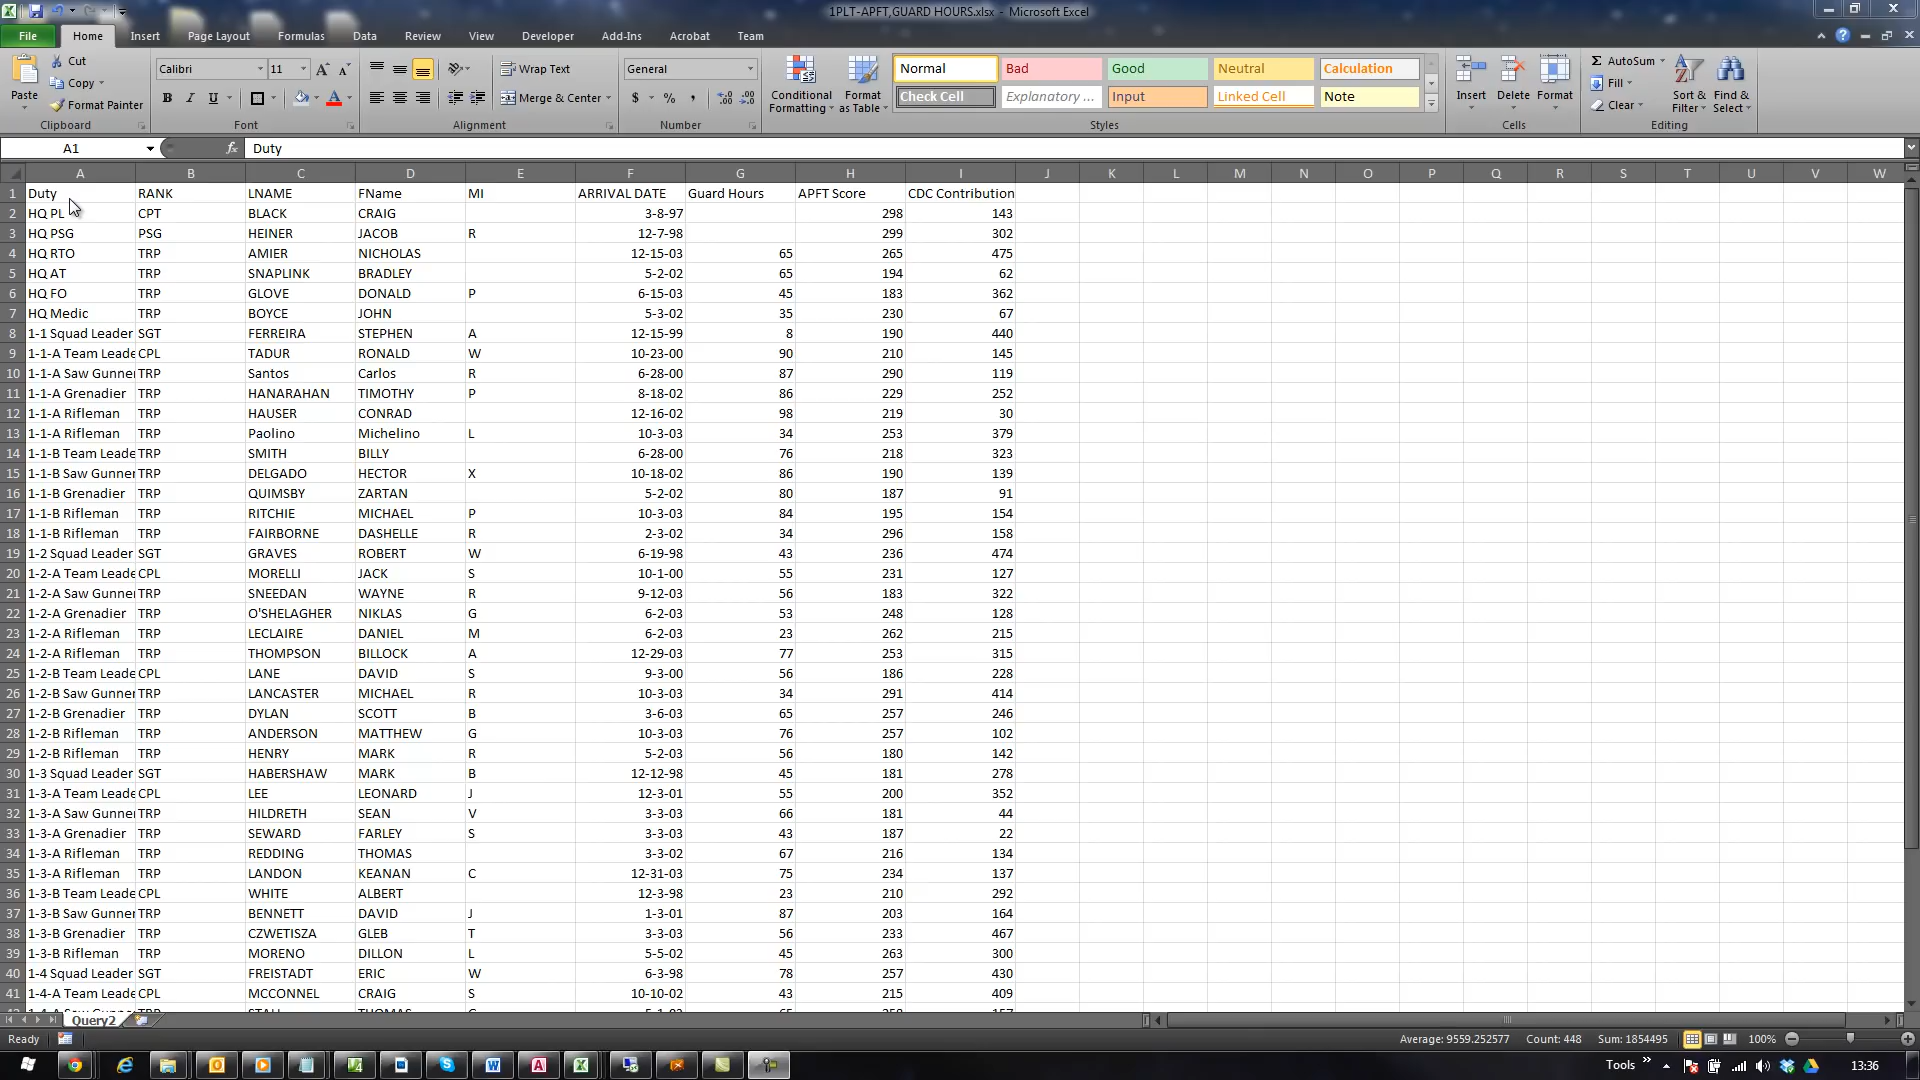 1PLT-APFT,GUARD HOURS.xlsx - Microsoft Excel
File Home Insert Page Layout Formulas Data Review View Developer Add-Ins Acrobat Team
Cut
Copy
Format Painter
Paste
Clipboard
Calibri 11
B I U
Font
Wrap Text
Merge & Center
Alignment
General
$ % ,
Number
Conditional Formatting
Format as Table
Normal Bad Good Neutral Calculation
Check Cell Explanatory ... Input Linked Cell Note
Styles
Insert Delete Format
Cells
Σ AutoSum
Fill
Clear
Sort & Filter
Find & Select
Editing
A1 fx Duty
A B C D E F G H I J K L M N O P Q R S T U V W
1 Duty RANK LNAME FName MI ARRIVAL DATE Guard Hours APFT Score CDC Contribution
2 HQ PL CPT BLACK CRAIG 3-8-97 298 143
3 HQ PSG PSG HEINER JACOB R 12-7-98 299 302
4 HQ RTO TRP AMIER NICHOLAS 12-15-03 65 265 475
5 HQ AT TRP SNAPLINK BRADLEY 5-2-02 65 194 62
6 HQ FO TRP GLOVE DONALD P 6-15-03 45 183 362
7 HQ Medic TRP BOYCE JOHN 5-3-02 35 230 67
8 1-1 Squad Leader SGT FERREIRA STEPHEN A 12-15-99 8 190 440
9 1-1-A Team Leade CPL TADUR RONALD W 10-23-00 90 210 145
10 1-1-A Saw Gunner TRP Santos Carlos R 6-28-00 87 290 119
11 1-1-A Grenadier TRP HANARAHAN TIMOTHY P 8-18-02 86 229 252
12 1-1-A Rifleman TRP HAUSER CONRAD 12-16-02 98 219 30
13 1-1-A Rifleman TRP Paolino Michelino L 10-3-03 34 253 379
14 1-1-B Team Leade TRP SMITH BILLY 6-28-00 76 218 323
15 1-1-B Saw Gunner TRP DELGADO HECTOR X 10-18-02 86 190 139
16 1-1-B Grenadier TRP QUIMSBY ZARTAN 5-2-02 80 187 91
17 1-1-B Rifleman TRP RITCHIE MICHAEL P 10-3-03 84 195 154
18 1-1-B Rifleman TRP FAIRBORNE DASHELLE R 2-3-02 34 296 158
19 1-2 Squad Leader SGT GRAVES ROBERT W 6-19-98 43 236 474
20 1-2-A Team Leade CPL MORELLI JACK S 10-1-00 55 231 127
21 1-2-A Saw Gunner TRP SNEEDAN WAYNE R 9-12-03 56 183 322
22 1-2-A Grenadier TRP O'SHELAGHER NIKLAS G 6-2-03 53 248 128
23 1-2-A Rifleman TRP LECLAIRE DANIEL M 6-2-03 23 262 215
24 1-2-A Rifleman TRP THOMPSON BILLOCK A 12-29-03 77 253 315
25 1-2-B Team Leade CPL LANE DAVID S 9-3-00 56 186 228
26 1-2-B Saw Gunner TRP LANCASTER MICHAEL R 10-3-03 34 291 414
27 1-2-B Grenadier TRP DYLAN SCOTT B 3-6-03 65 257 246
28 1-2-B Rifleman TRP ANDERSON MATTHEW G 10-3-03 76 257 102
29 1-2-B Rifleman TRP HENRY MARK R 5-2-03 56 180 142
30 1-3 Squad Leader SGT HABERSHAW MARK B 12-12-98 45 181 278
31 1-3-A Team Leade CPL LEE LEONARD J 12-3-01 55 200 352
32 1-3-A Saw Gunner TRP HILDRETH SEAN V 3-3-03 66 181 44
33 1-3-A Grenadier TRP SEWARD FARLEY S 3-3-03 43 187 22
34 1-3-A Rifleman TRP REDDING THOMAS 3-3-02 67 216 134
35 1-3-A Rifleman TRP LANDON KEANAN C 12-31-03 75 234 137
36 1-3-B Team Leade CPL WHITE ALBERT 12-3-98 23 210 292
37 1-3-B Saw Gunner TRP BENNETT DAVID J 1-3-01 87 203 164
38 1-3-B Grenadier TRP CZWETISZA GLEB T 3-3-03 56 233 467
39 1-3-B Rifleman TRP MORENO DILLON L 5-5-02 45 263 300
40 1-4 Squad Leader SGT FREISTADT ERIC W 6-3-98 78 257 430
41 1-4-A Team Leade CPL MCCONNEL CRAIG S 10-10-02 43 215 409
Query2
Ready Average: 9559.252577 Count: 448 Sum: 1854495 100%
Tools 13:36